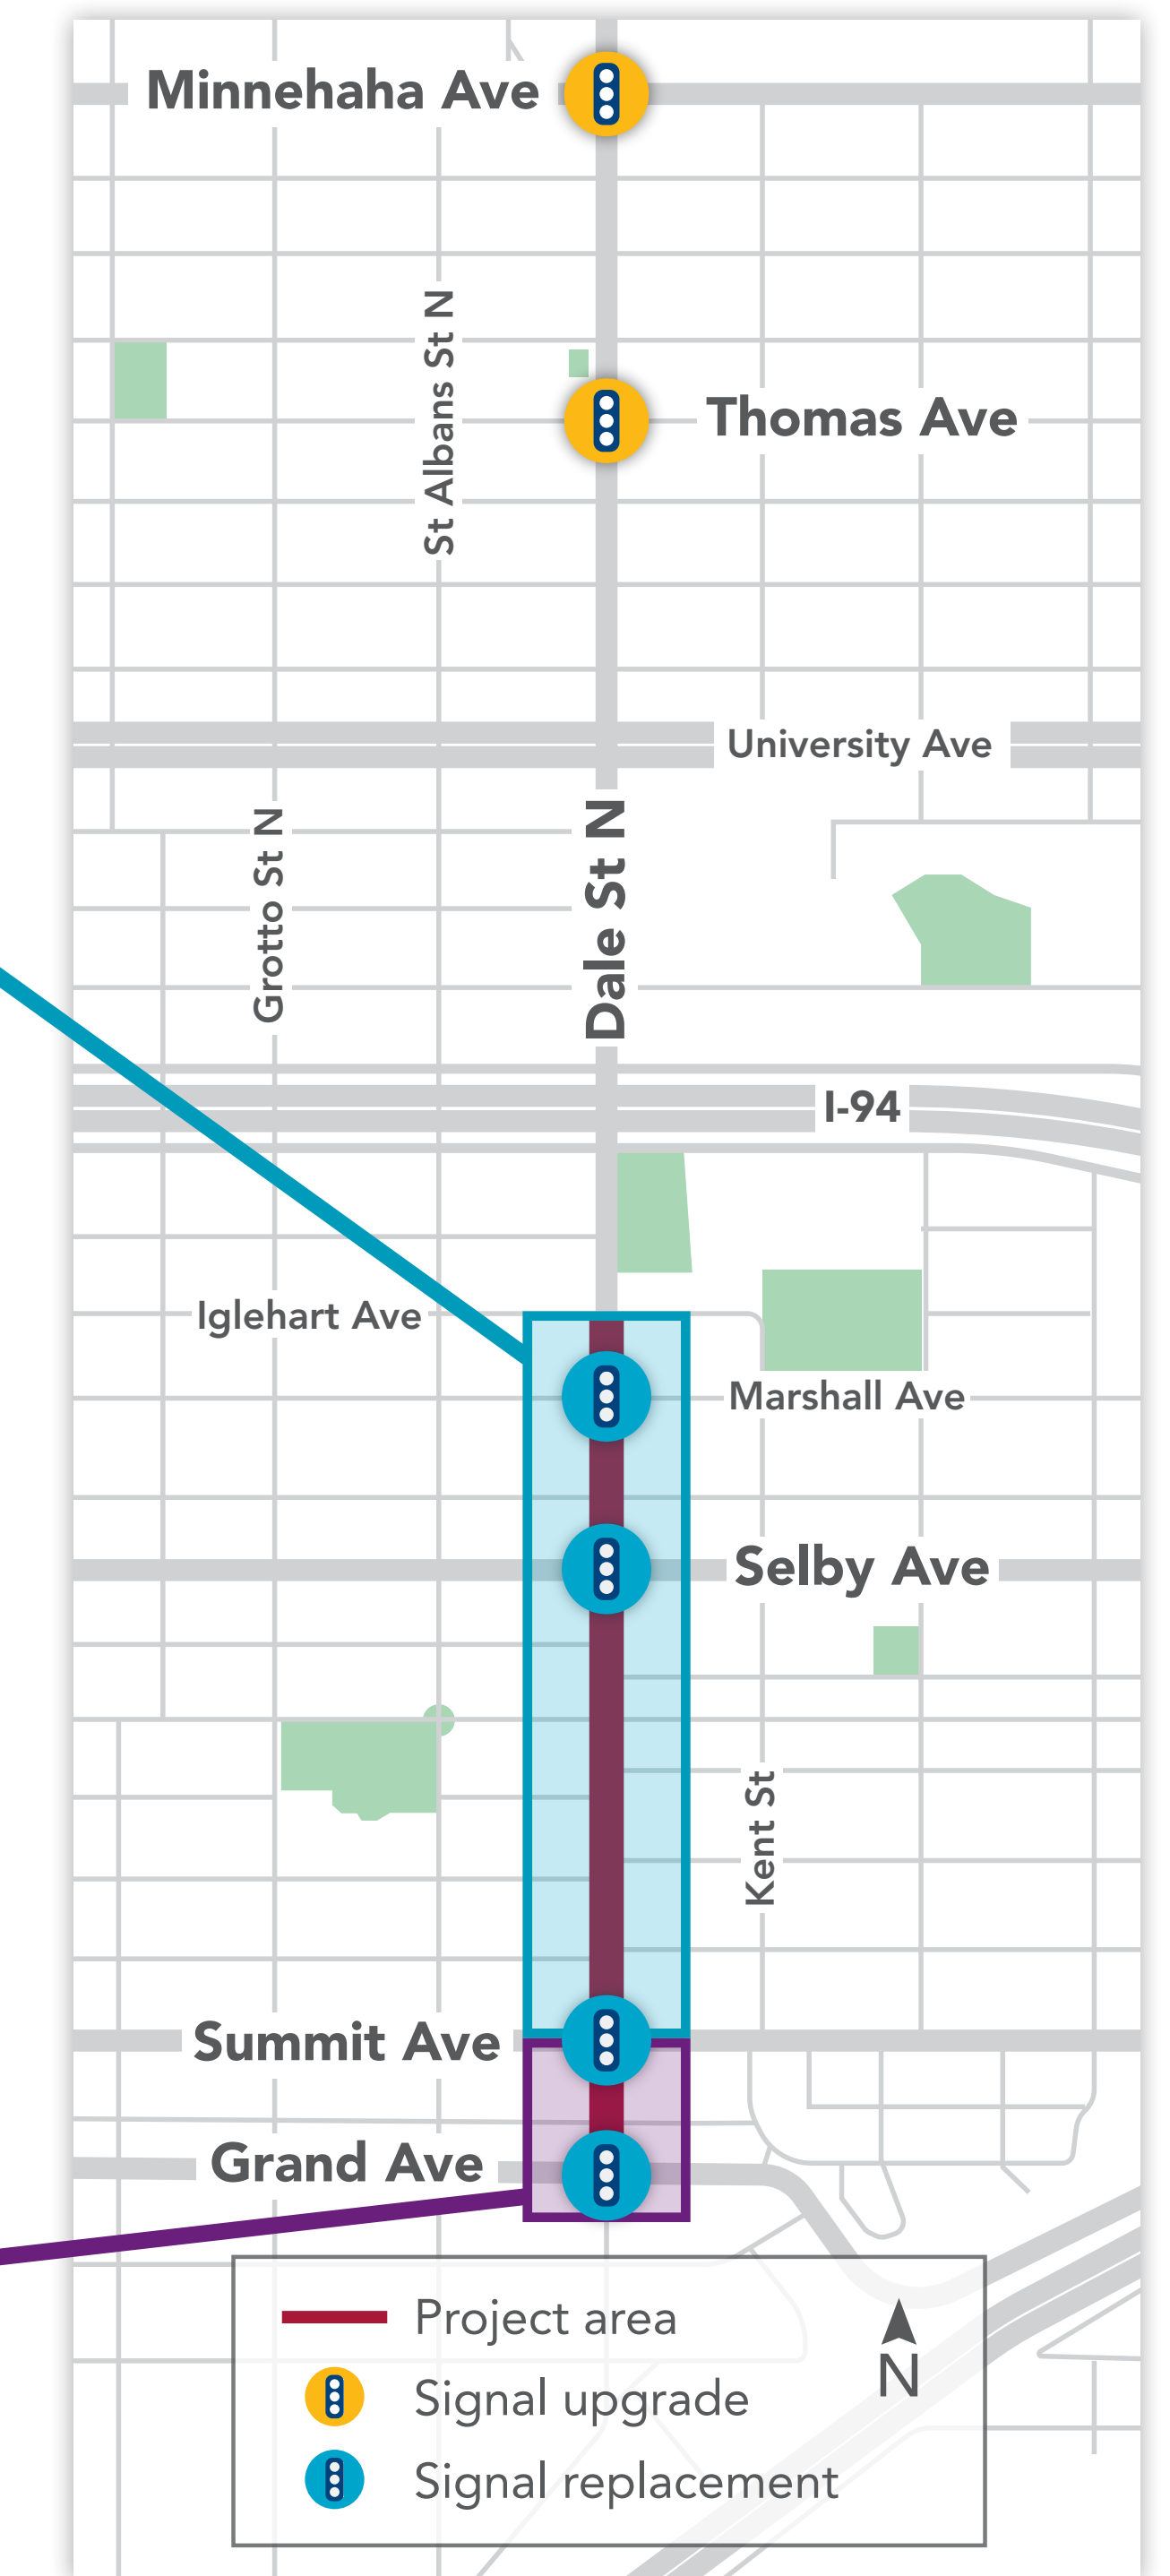 Minnehaha Ave
St Albans St N
Thomas Ave
University Ave
Grotto St N
Dale St N
I-94
Iglehart Ave
Marshall Ave
Selby Ave
Kent St
Summit Ave
Grand Ave
Project area
N
Signal upgrade
Signal replacement